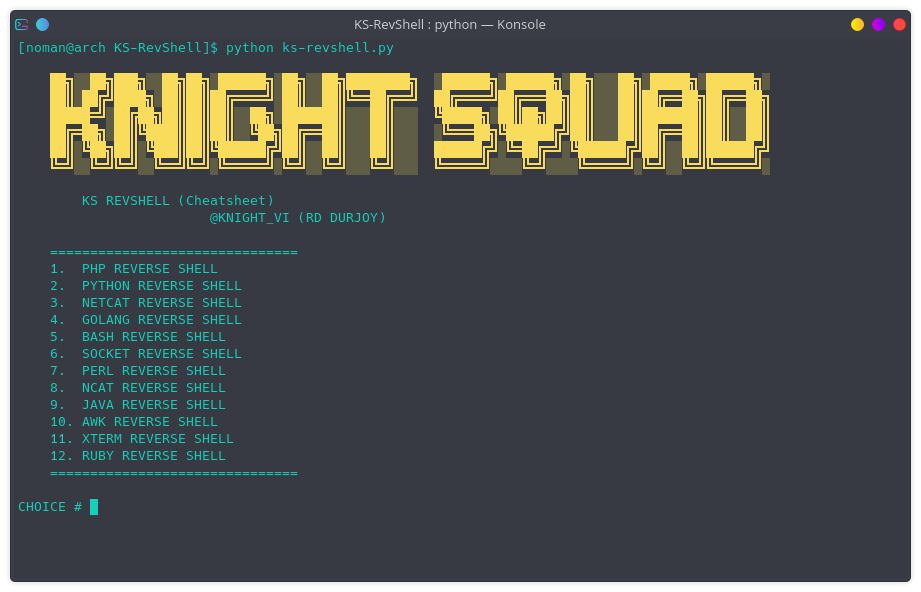 KS-RevShell : python — Konsole
[noman@arch KS-RevShell]$ python ks-revshell.py
KNIGHT SQUAD
KS REVSHELL (Cheatsheet)
@KNIGHT_VI (RD DURJOY)
===============================
1.  PHP REVERSE SHELL
2.  PYTHON REVERSE SHELL
3.  NETCAT REVERSE SHELL
4.  GOLANG REVERSE SHELL
5.  BASH REVERSE SHELL
6.  SOCKET REVERSE SHELL
7.  PERL REVERSE SHELL
8.  NCAT REVERSE SHELL
9.  JAVA REVERSE SHELL
10. AWK REVERSE SHELL
11. XTERM REVERSE SHELL
12. RUBY REVERSE SHELL
===============================
CHOICE #